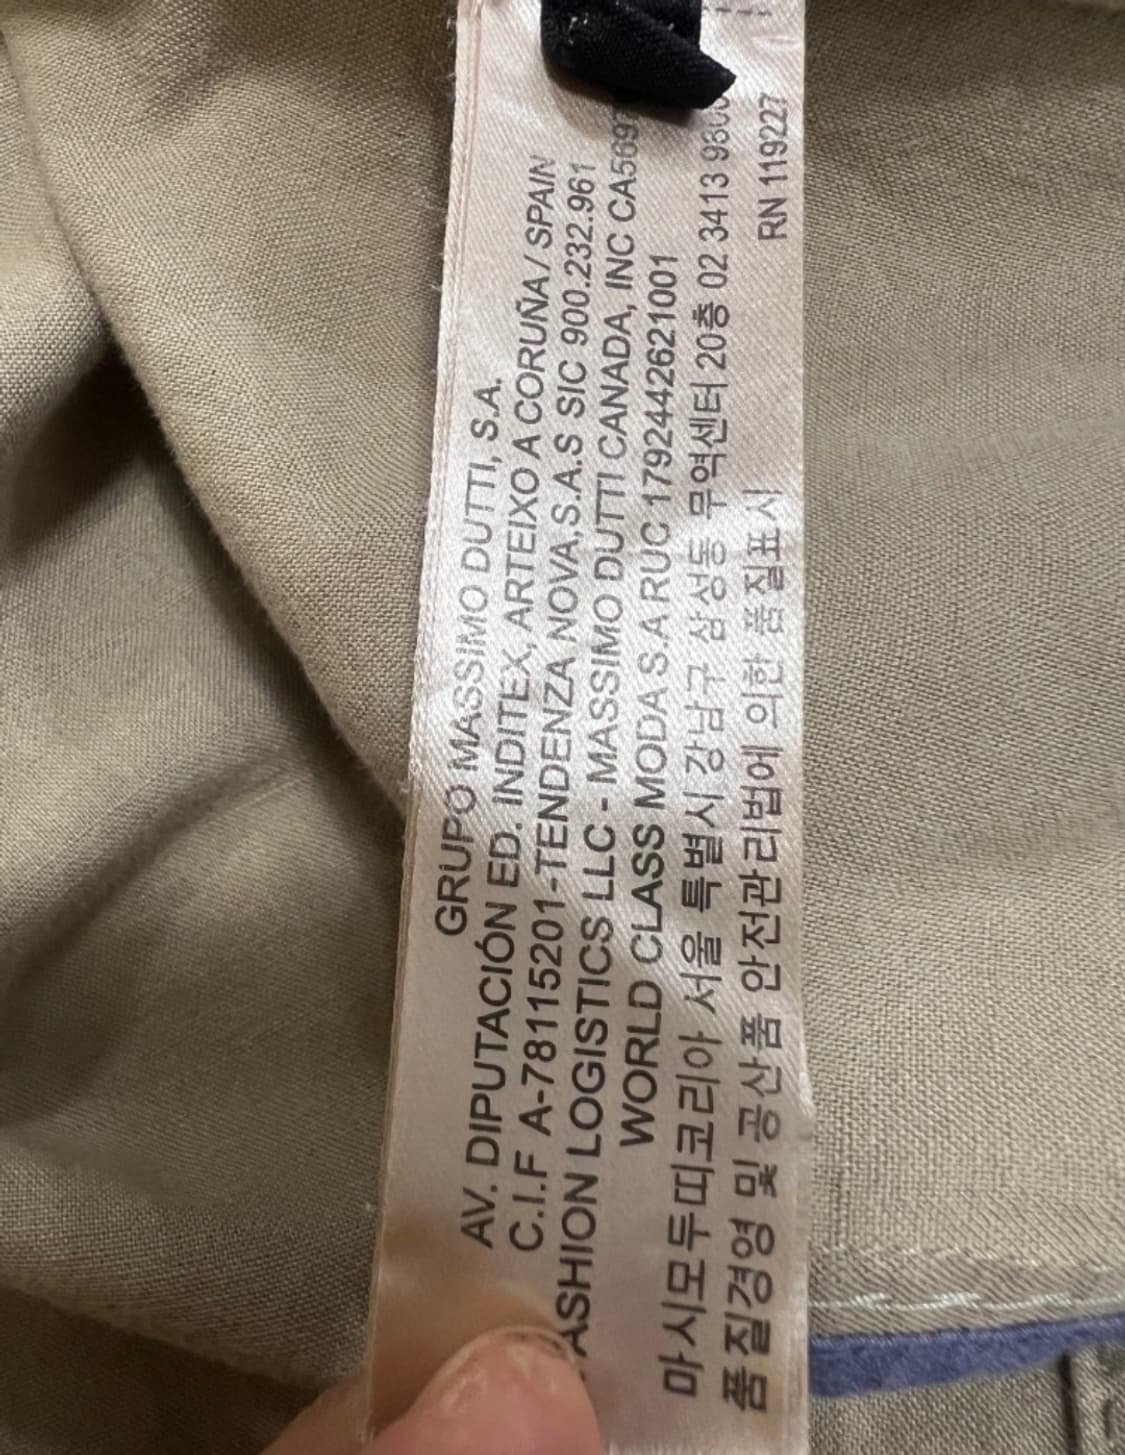 GRUPO MASSIMO DUTTI, S.A.
AV. DIPUTACIÓN ED. INDITEX, ARTEIXO A CORUÑA / SPAIN
C.I.F A-78115201-TENDENZA NOVA,S.A.S SIC 900.232.961
LOGISTICS LLC - MASSIMO DUTTI CANADA, INC
WORLD CLASS MODA S.A RUC 1792442621001
마시모두띠코리아 서울 특별시 강남구 삼성동 무역센터 20층 02 3413
품질경영 및 공산품 안전관리법에 의한 품질표시 RN 119227